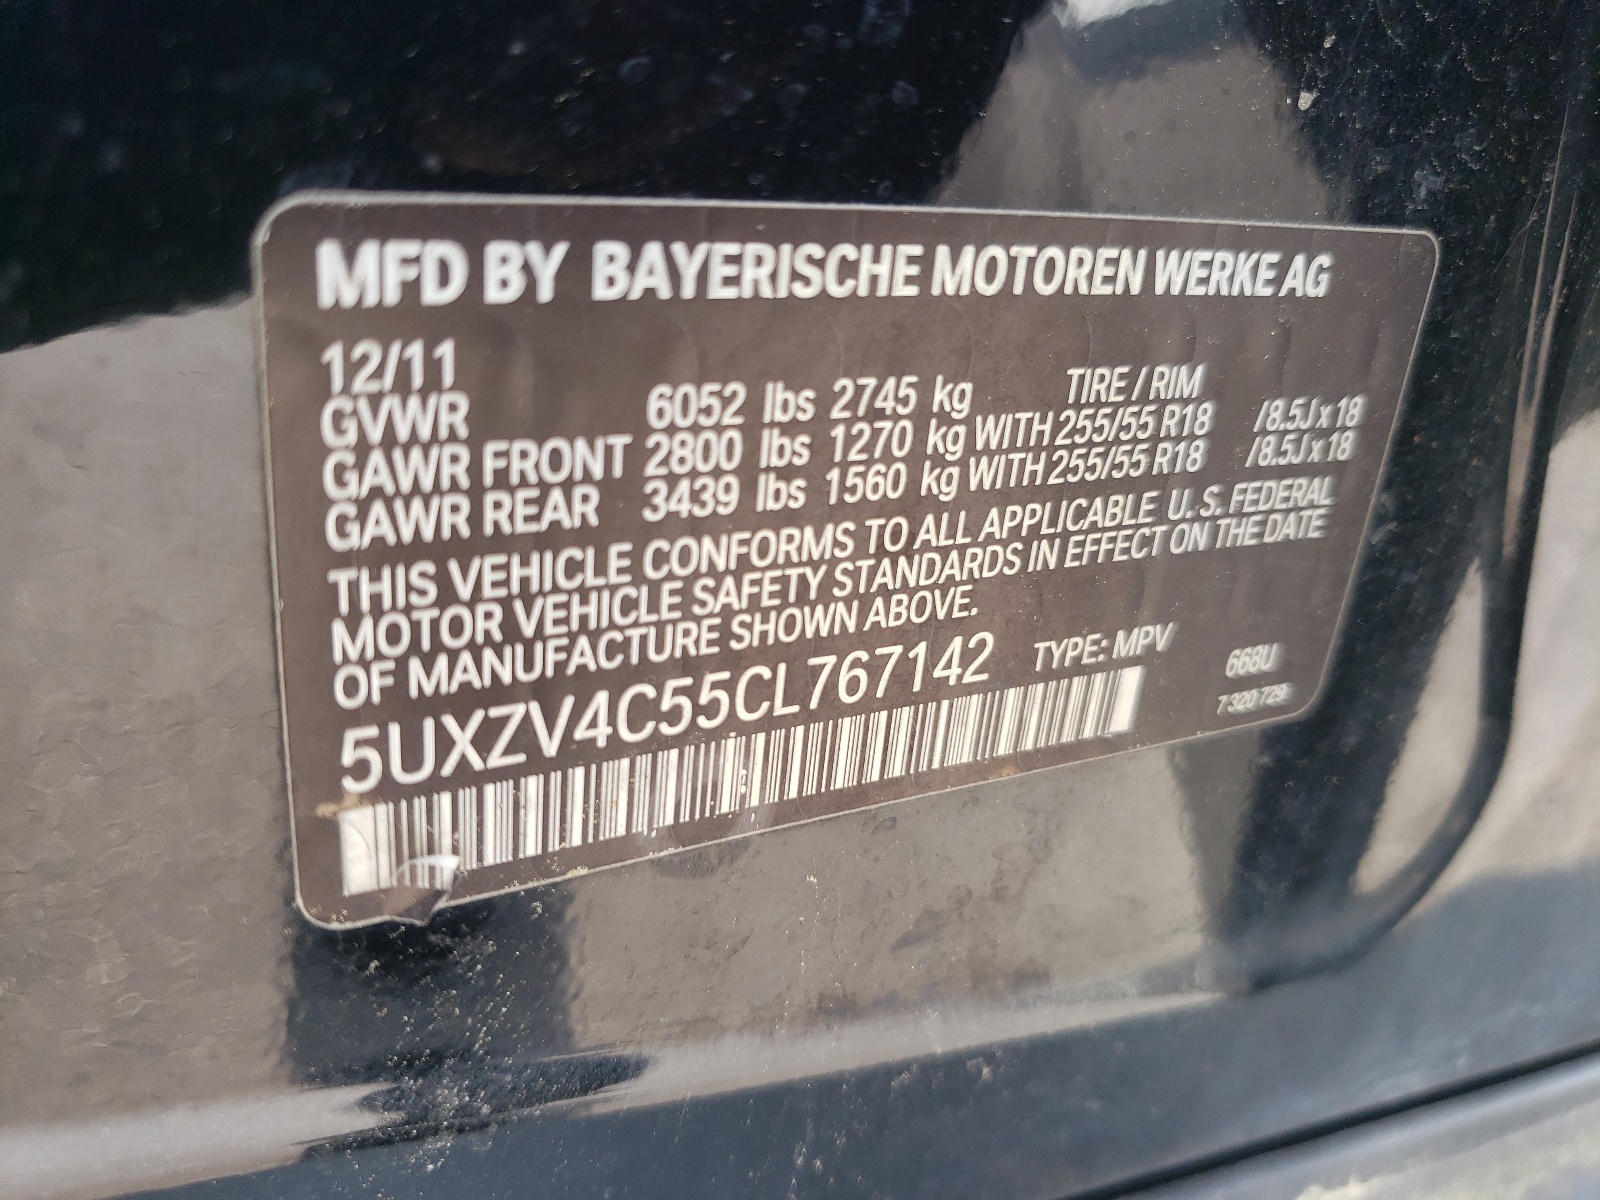 MFD BY BAYERISCHE MOTOREN WERKE AG
12/11
TIRE / RIM
GVWR 6052 lbs 2745 kg
GAWR FRONT 2800 lbs 1270 kg WITH 255/55 R18 /8.5J x 18
GAWR REAR 3439 lbs 1560 kg WITH 255/55 R18 /8.5J x 18
THIS VEHICLE CONFORMS TO ALL APPLICABLE U. S. FEDERAL
MOTOR VEHICLE SAFETY STANDARDS IN EFFECT ON THE DATE
OF MANUFACTURE SHOWN ABOVE.
5UXZV4C55CL767142 TYPE: MPV 668U
7 320 729